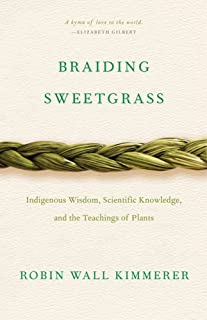 A hymn of love to the world.
—ELIZABETH GILBERT
BRAIDING
SWEETGRASS
Indigenous Wisdom, Scientific Knowledge,
and the Teachings of Plants
ROBIN WALL KIMMERER